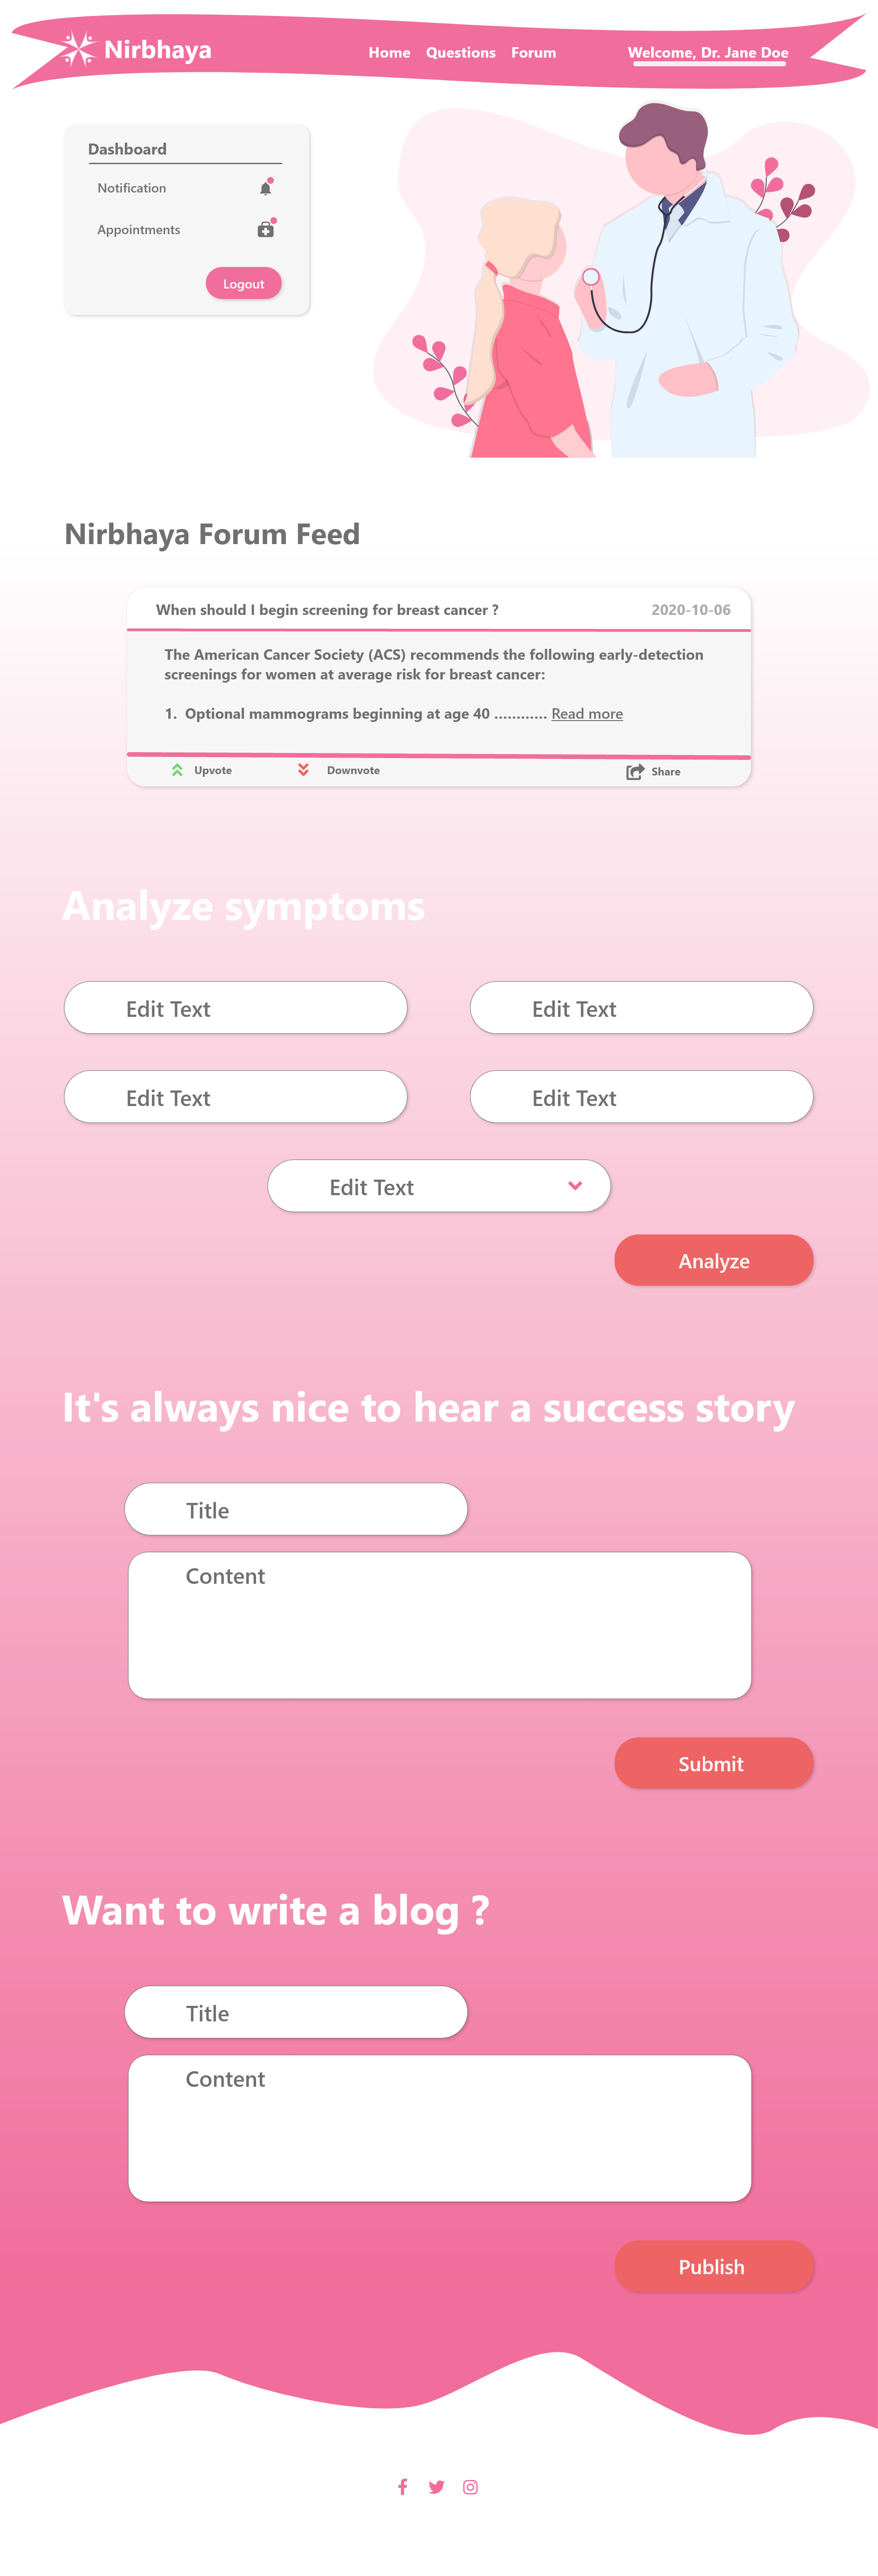 Nirbhaya
Home Questions Forum
Welcome, Dr. Jane Doe
Dashboard
Notification
Appointments
Logout
Nirbhaya Forum Feed
When should I begin screening for breast cancer ?
2020-10-06
The American Cancer Society (ACS) recommends the following early-detection
screenings for women at average risk for breast cancer:
1. Optional mammograms beginning at age 40 ............ Read more
Upvote
Downvote
Share
Analyze symptoms
Edit Text
Edit Text
Edit Text
Edit Text
Edit Text
Analyze
It's always nice to hear a success story
Title
Content
Submit
Want to write a blog ?
Title
Content
Publish